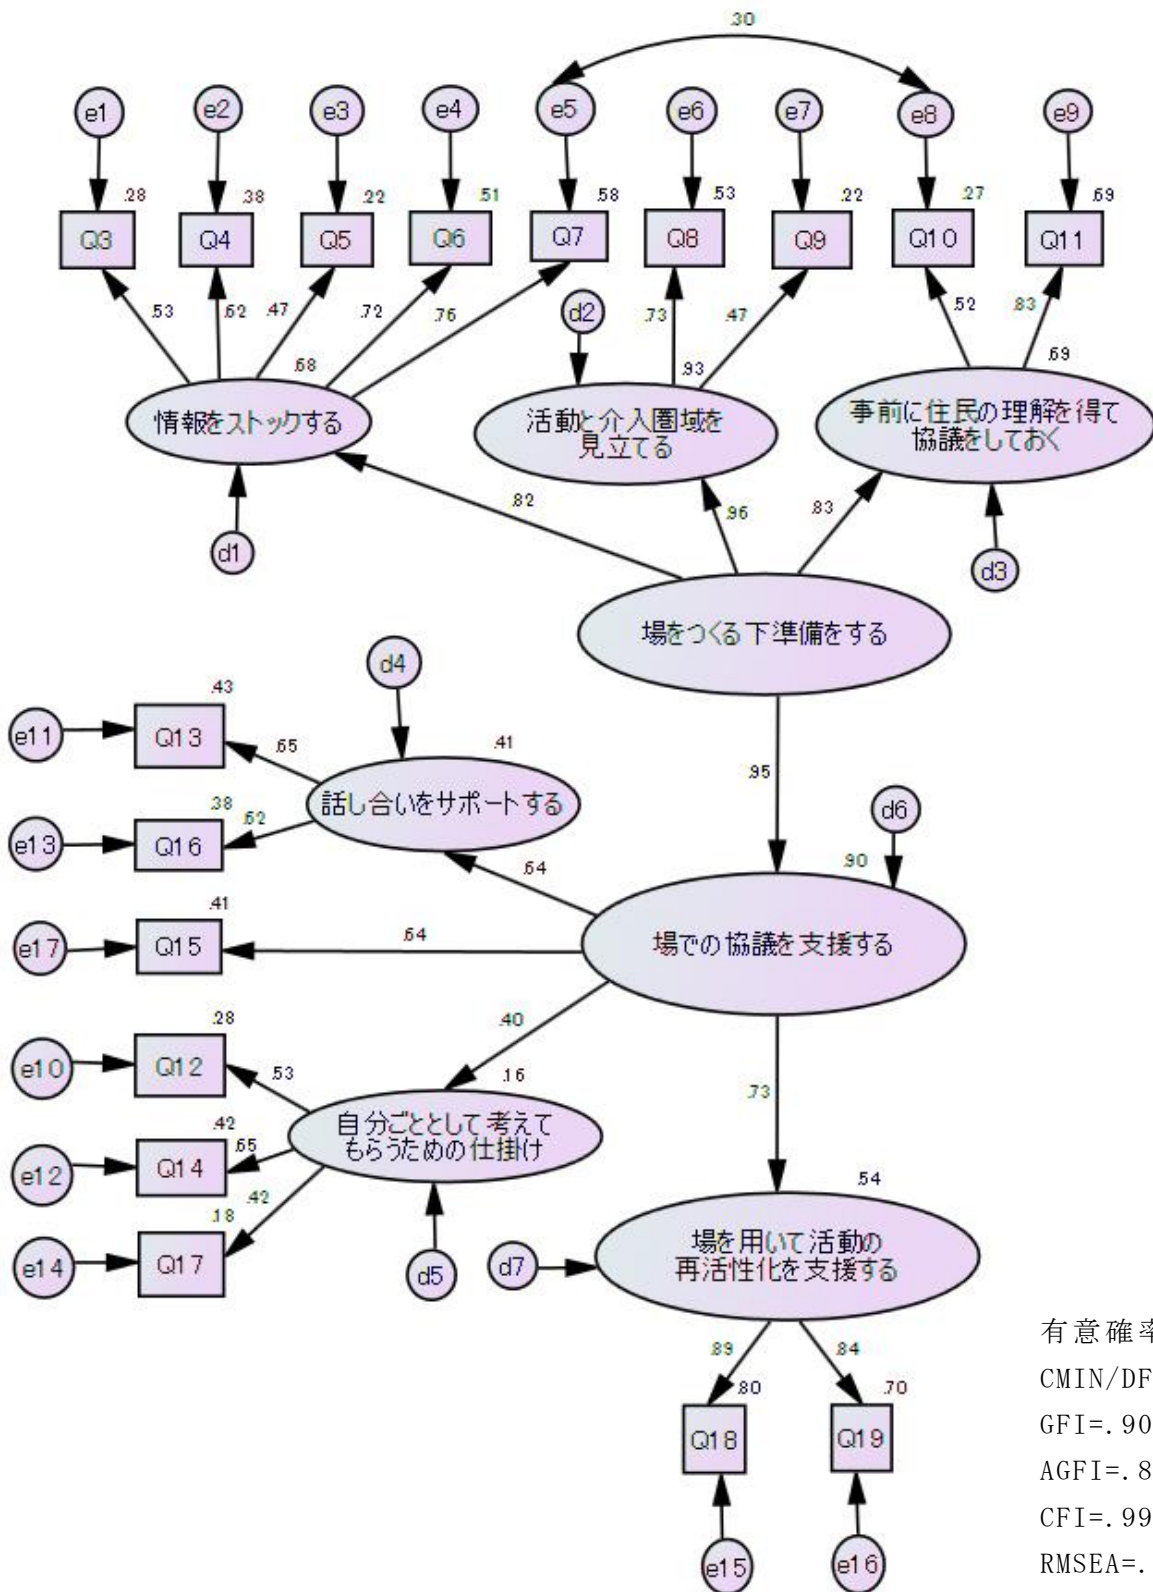 .30
e1 e2 e3 e4 e5 e6 e7 e8 e9
.28 .38 .22 .51 .58 .53 .22 .27 .69
Q3 Q4 Q5 Q6 Q7 Q8 Q9 Q10 Q11
d2
.53 .62 .47 .72 .76 .73 .47 .52 .83
.68 .93 .69
情報をストックする
活動と介入圏域を
見立てる
事前に住民の理解を得て
協議をしておく
.82 .96 .83
d1 d3
場をつくる下準備をする
d4
.43
e11 Q13 .65 .41
.95
話し合いをサポートする
d6
.38
e13 Q16 .62
.64 .90
.41
e17 Q15 .64
場での協議を支援する
.28 .40
e10 Q12 .53 .16
.73
自分ごととして考えて
もらうための仕掛け
.42
e12 Q14 .65
.18 .42 .54
e14 Q17 d5 d7
場を用いて活動の
再活性化を支援する
.89 .84
.80 .70
Q18 Q19
e15 e16
有意確率
CMIN/DF
GFI=.90
AGFI=.8
CFI=.99
RMSEA=.